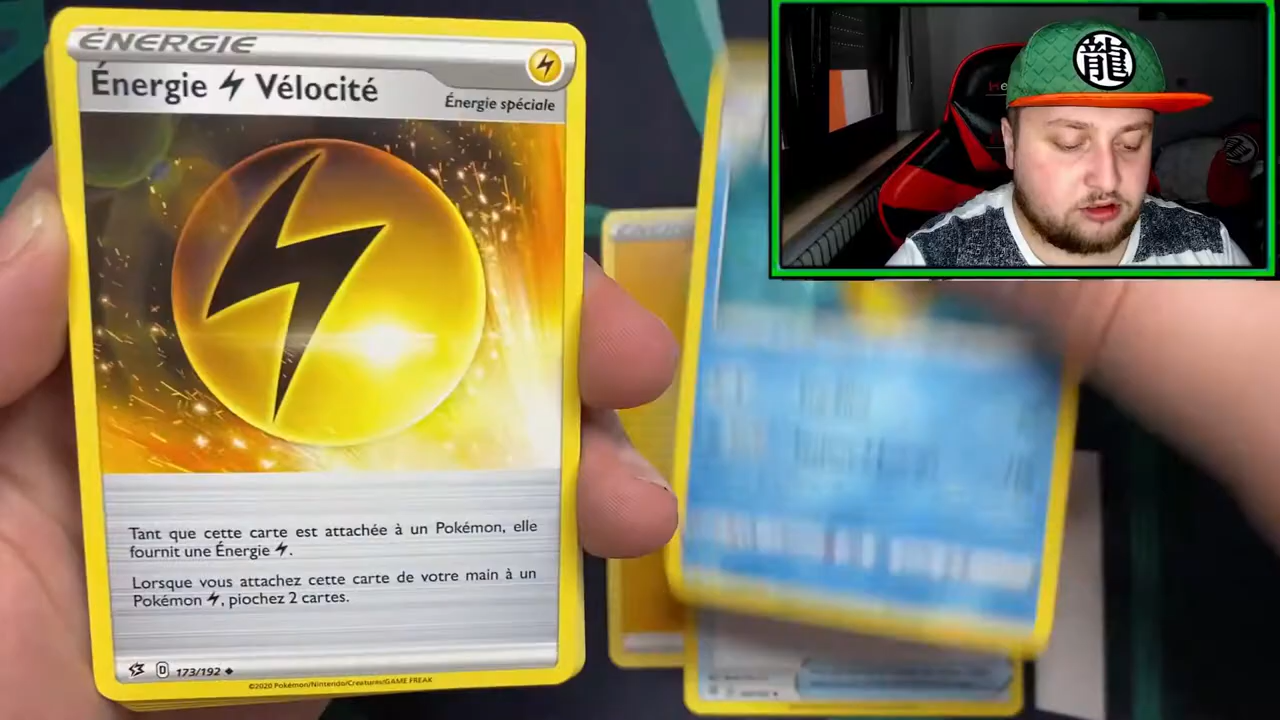 ÉNERGIE
Énergie Vélocité
Énergie spéciale
Tant que cette carte est attachée à un Pokémon, elle
fournit une Énergie.
Lorsque vous attachez cette carte de votre main à un
Pokémon, piochez 2 cartes.
D 173/192
©2020 Pokémon/Nintendo/Creatures/GAME FREAK
龍